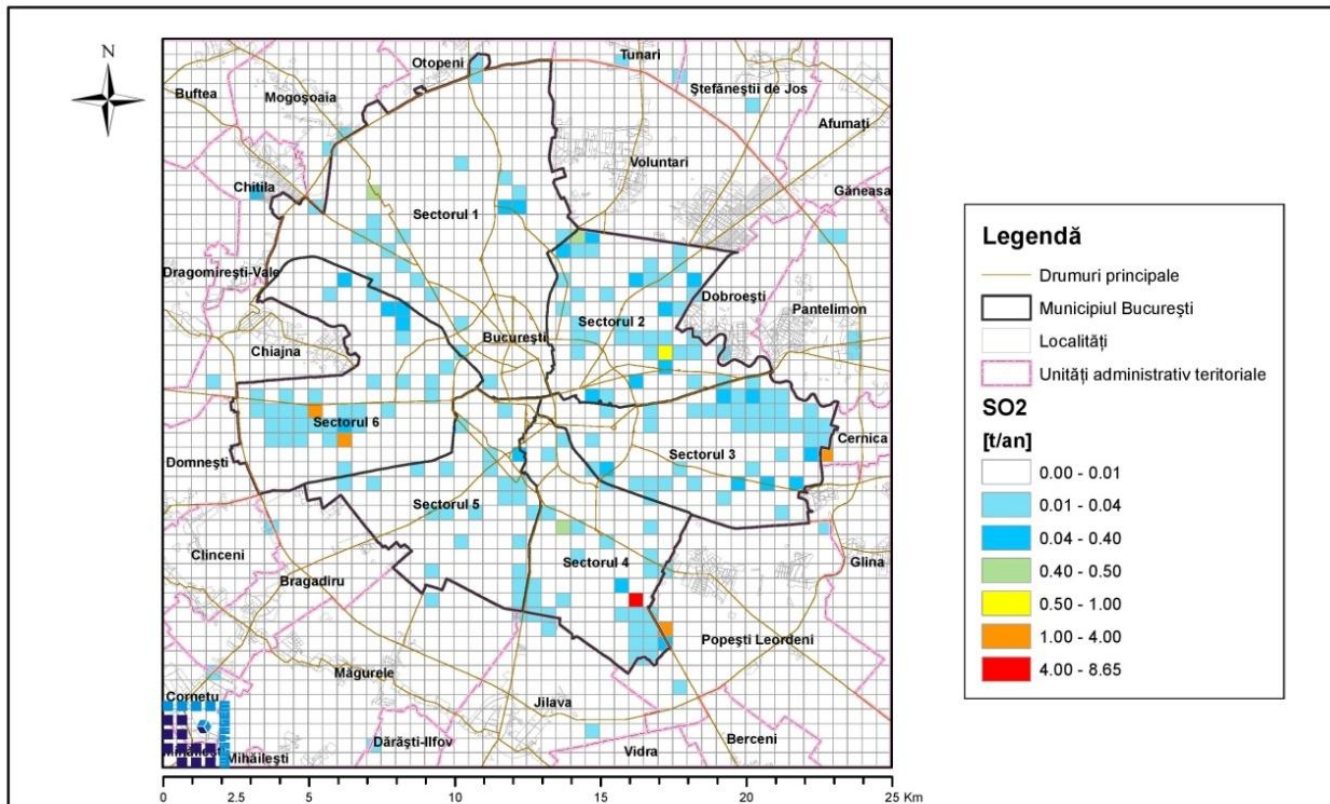 N
Otopeni
Tunari
Buftea
Mogoşoaia
Ştefăneştii de Jos
Afumaţi
Voluntari
Găneasa
Chitila
Sectorul 1
Dragomireşti-Vale
Dobroeşti
Pantelimon
Sectorul 2
Bucureşti
Chiajna
Sectorul 6
Cernica
Domneşti
Sectorul 3
Sectorul 5
Clinceni
Sectorul 4
Glina
Bragadiru
Popeşti Leordeni
Măgurele
Cornetu
Jilava
Dărăşti-Ilfov
Vidra
Berceni
Mihăileşti
0 2.5 5 10 15 20 25 Km
Legendă
Drumuri principale
Municipiul Bucureşti
Localităţi
Unităţi administrativ teritoriale
SO2
[t/an]
0.00 - 0.01
0.01 - 0.04
0.04 - 0.40
0.40 - 0.50
0.50 - 1.00
1.00 - 4.00
4.00 - 8.65